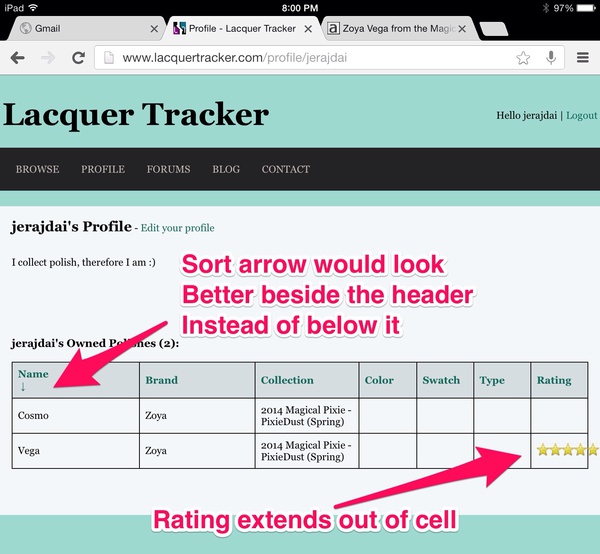 iPad 8:00 PM 97%
Gmail Profile - Lacquer Tracker Zoya Vega from the Magic
www.lacquertracker.com/profile/jerajdai
Lacquer Tracker
Hello jerajdai | Logout
BROWSE PROFILE FORUMS BLOG CONTACT
jerajdai's Profile - Edit your profile
I collect polish, therefore I am :)
Sort arrow would look
Better beside the header
Instead of below it
jerajdai's Owned Polishes (2):
Name Brand Collection Color Swatch Type Rating
↓
Cosmo Zoya 2014 Magical Pixie -
PixieDust (Spring)
Vega Zoya 2014 Magical Pixie -
PixieDust (Spring)
Rating extends out of cell